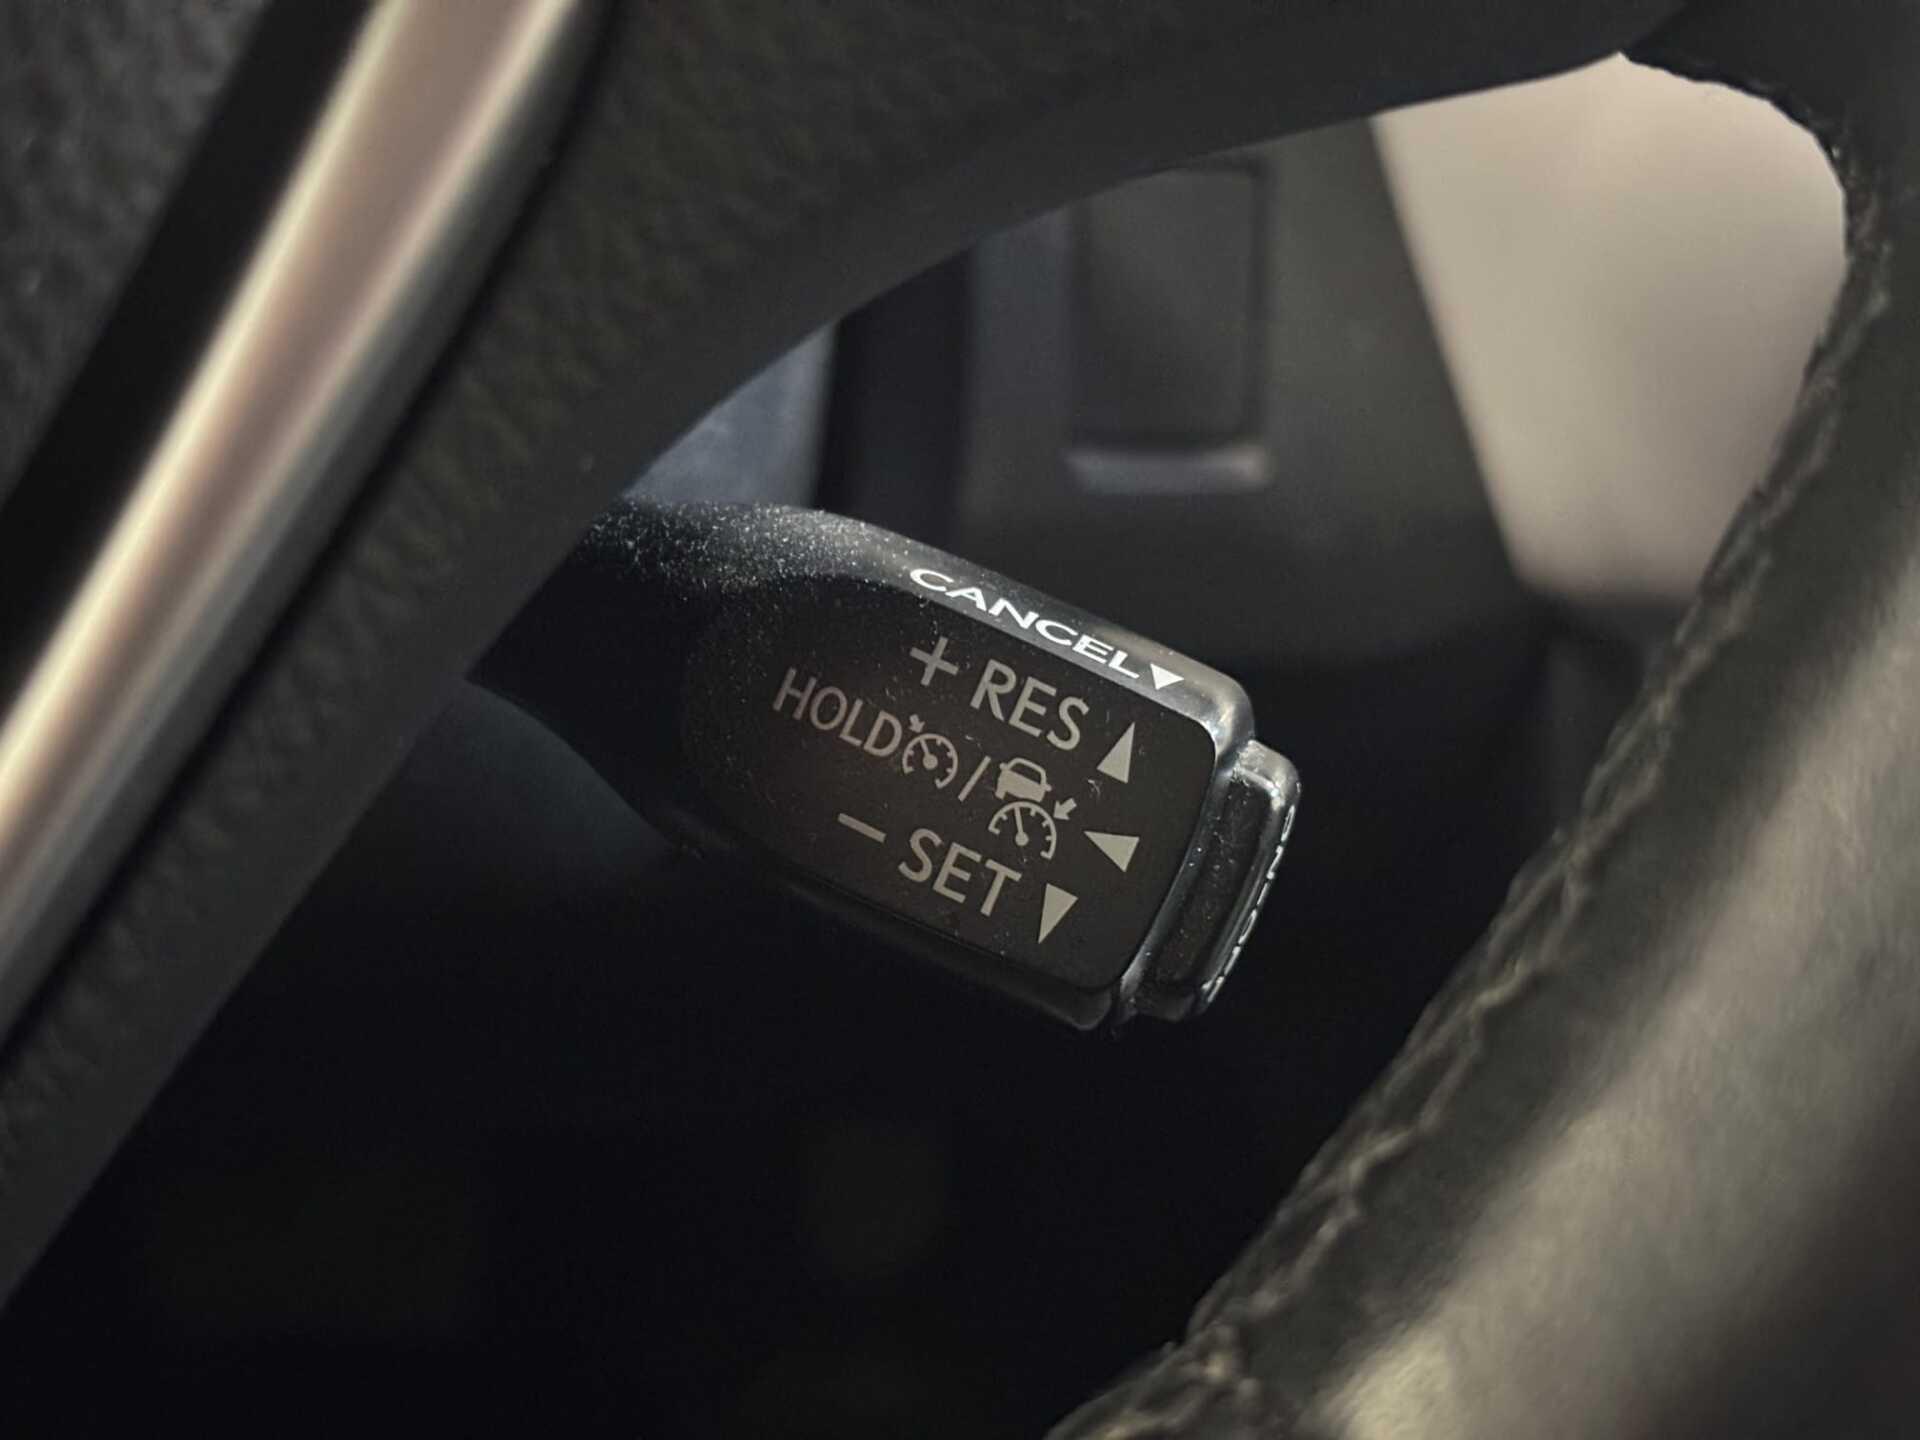 CANCEL▼
+ RES ▲
HOLD / ◀
– SET ▼